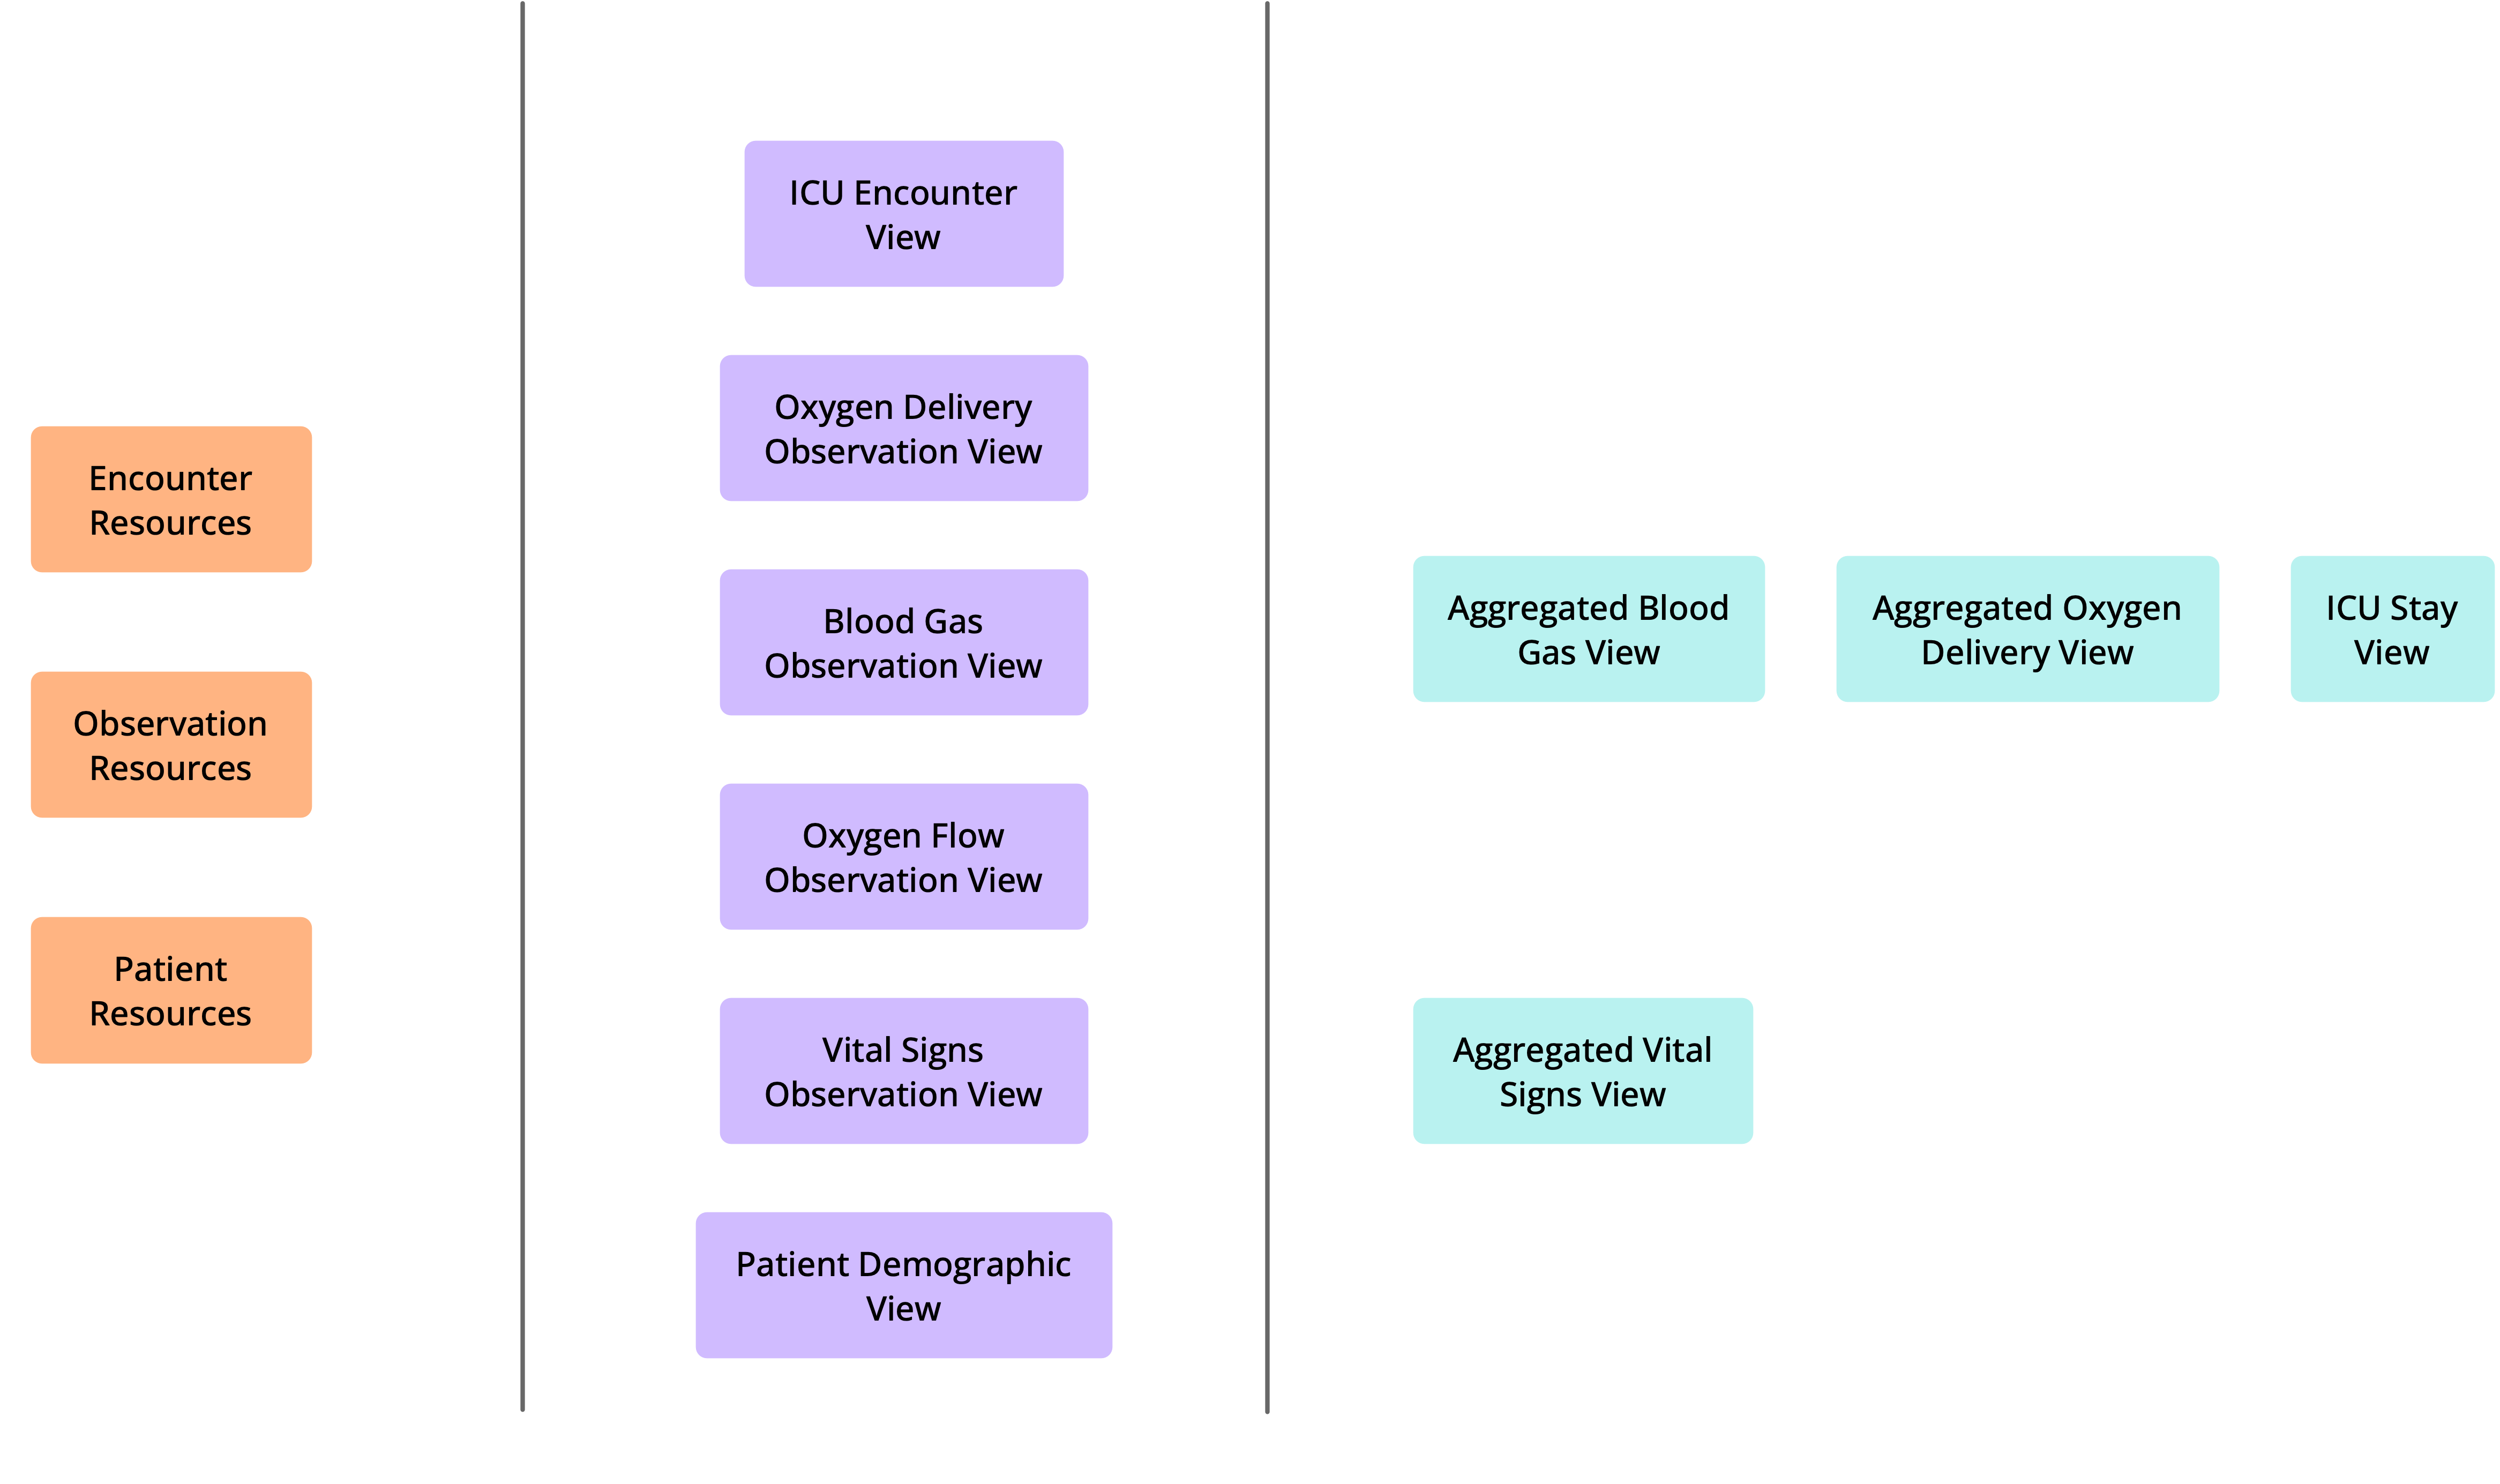 Encounter
Resources
Observation
Resources
Patient
Resources
ICU Encounter
View
Oxygen Delivery
Observation View
Blood Gas
Observation View
Oxygen Flow
Observation View
Vital Signs
Observation View
Patient Demographic
View
Aggregated Blood
Gas View
Aggregated Oxygen
Delivery View
ICU Stay
View
Aggregated Vital
Signs View